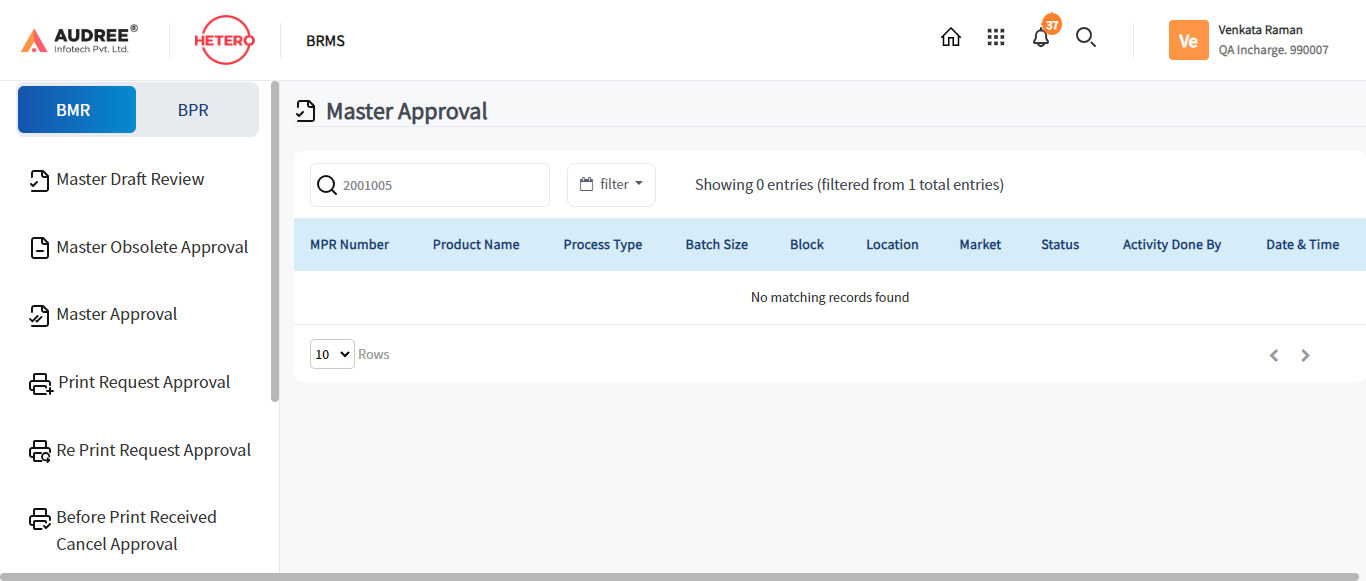 AUDREE®
Infotech Pvt. Ltd.
HETERO
BRMS
37
Ve
Venkata Raman
QA Incharge. 990007
BMR
BPR
Master Draft Review
Master Obsolete Approval
Master Approval
Print Request Approval
Re Print Request Approval
Before Print Received
Cancel Approval
Master Approval
2001005
filter
Showing 0 entries (filtered from 1 total entries)
MPR Number Product Name Process Type Batch Size Block Location Market Status Activity Done By Date & Time
No matching records found
10 Rows